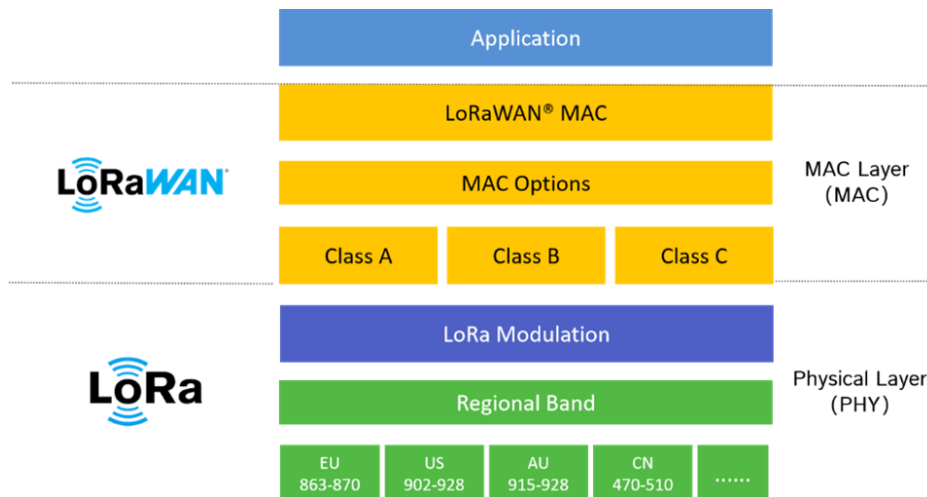 Application
LoRaWAN® MAC
LoRaWAN®
MAC Options
MAC Layer
(MAC)
Class A
Class B
Class C
LoRa Modulation
LoRa
Regional Band
Physical Layer
(PHY)
EU
863-870
US
902-928
AU
915-928
CN
470-510
......